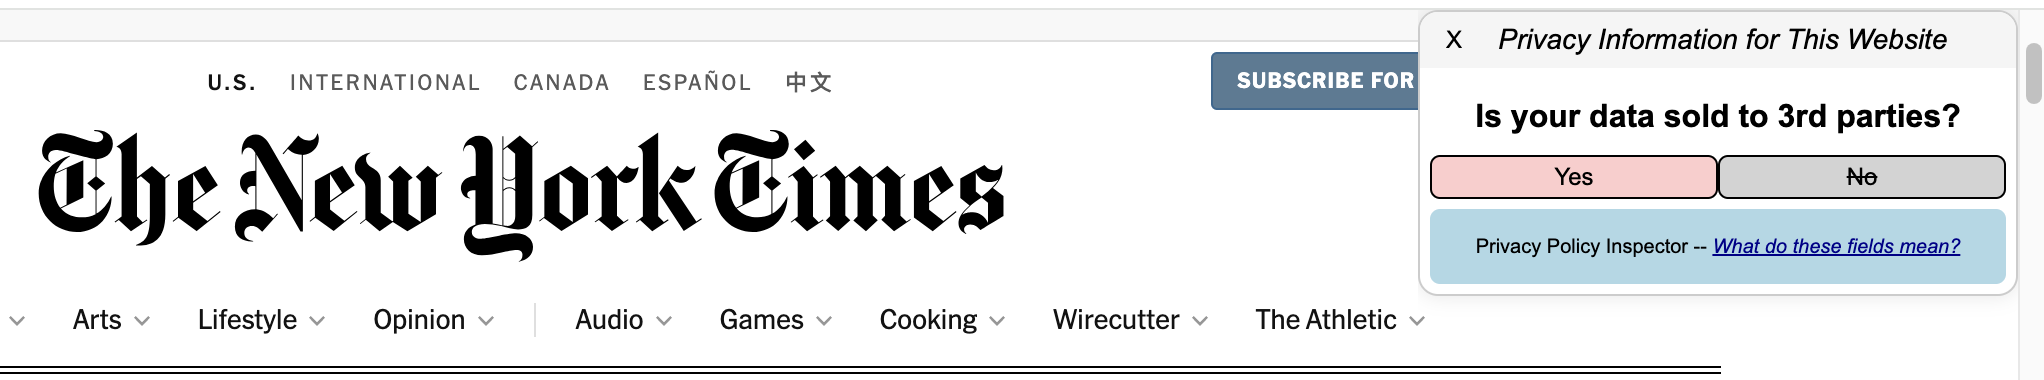 U.S. INTERNATIONAL CANADA ESPAÑOL 中文
SUBSCRIBE FOR
The New York Times
Arts Lifestyle Opinion Audio Games Cooking Wirecutter The Athletic
X Privacy Information for This Website
Is your data sold to 3rd parties?
Yes No
Privacy Policy Inspector -- What do these fields mean?